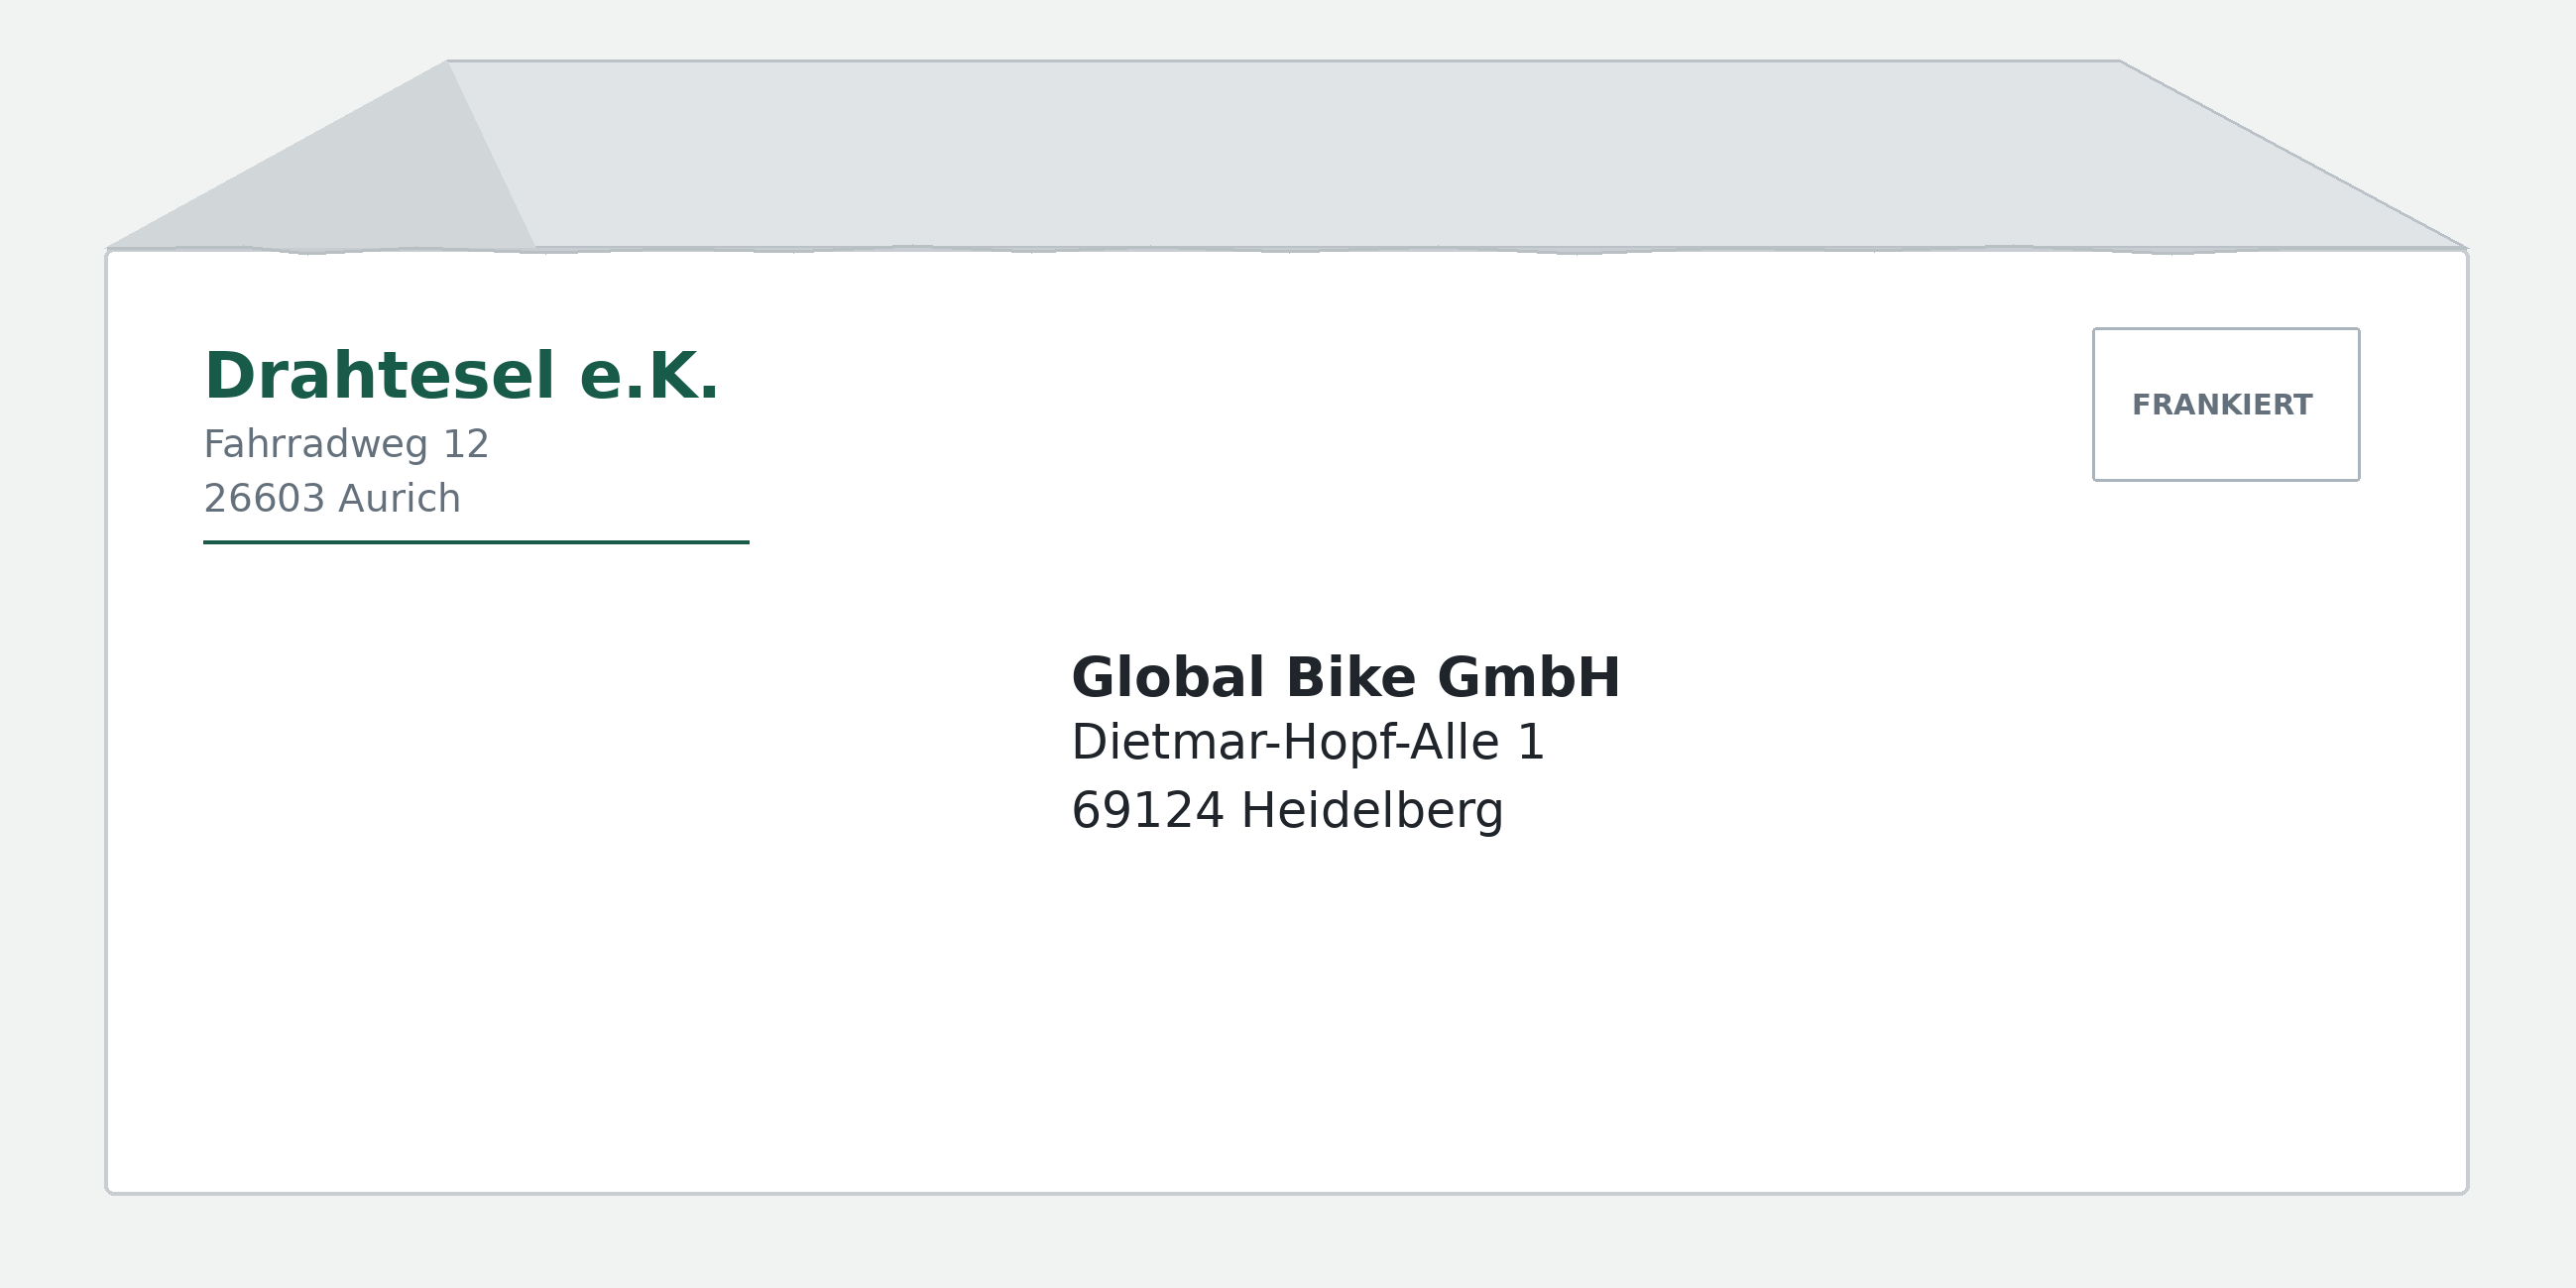 Drahtesel e.K.
Fahrradweg 12
26603 Aurich
FRANKIERT
Global Bike GmbH
Dietmar-Hopf-Alle 1
69124 Heidelberg